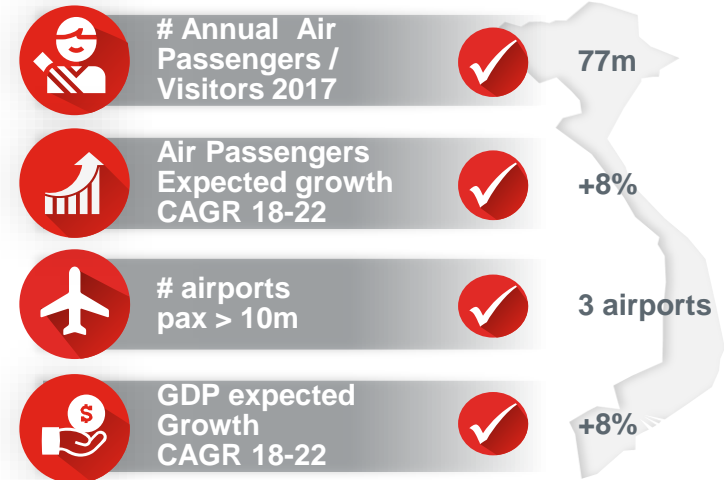 # Annual Air
Passengers /
Visitors 2017
77m
Air Passengers
Expected growth
CAGR 18-22
+8%
# airports
pax > 10m
3 airports
$
GDP expected
Growth
CAGR 18-22
+8%